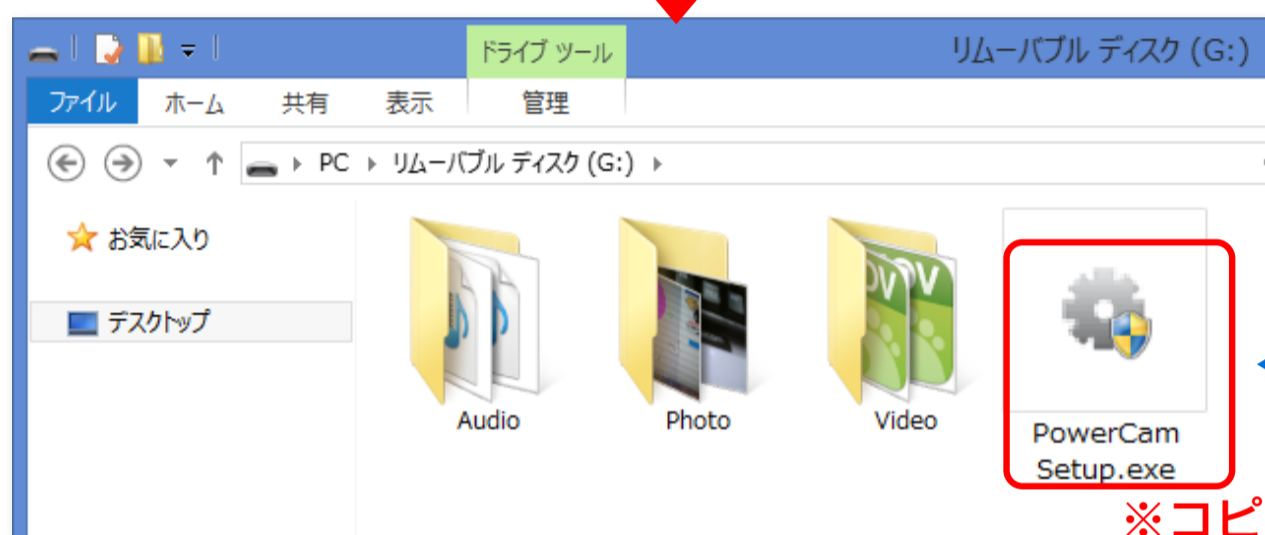 ドライブ ツール
リムーバブル ディスク (G:)
ファイル ホーム 共有 表示 管理
PC リムーバブル ディスク (G:)
お気に入り
デスクトップ
Audio Photo Video PowerCam
Setup.exe
※コピ